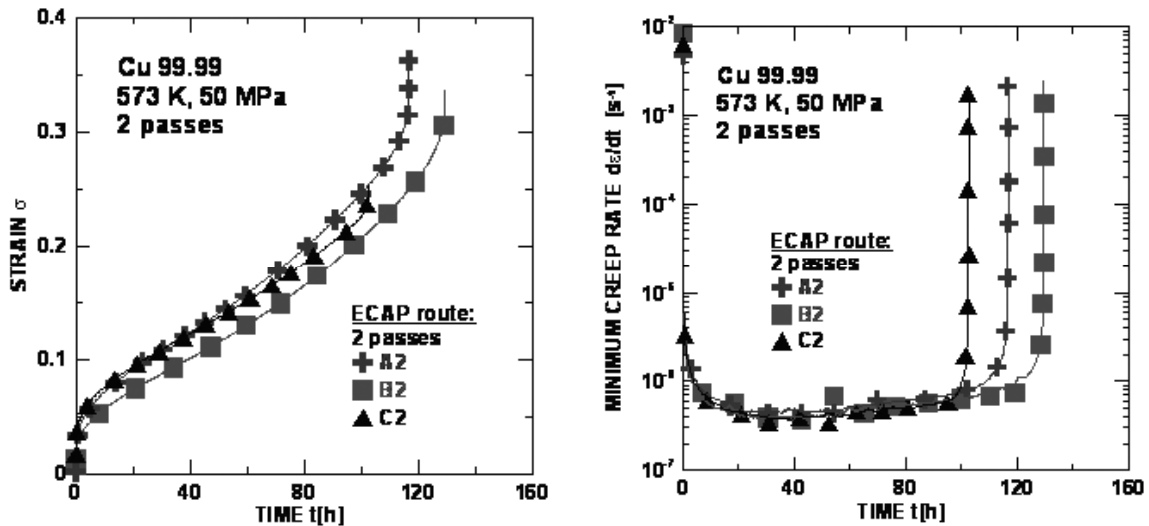 0.4
0.3
0.2
0.1
0
STRAIN σ
Cu 99.99
573 K, 50 MPa
2 passes
ECAP route:
2 passes
A2
B2
C2
0 40 80 120 160
TIME t[h]
10⁻²
10⁻³
10⁻⁴
10⁻⁵
10⁻⁶
10⁻⁷
MINIMUM CREEP RATE dε/dt [s⁻¹]
Cu 99.99
573 K, 50 MPa
2 passes
ECAP route:
2 passes
A2
B2
C2
0 40 80 120 160
TIME t[h]